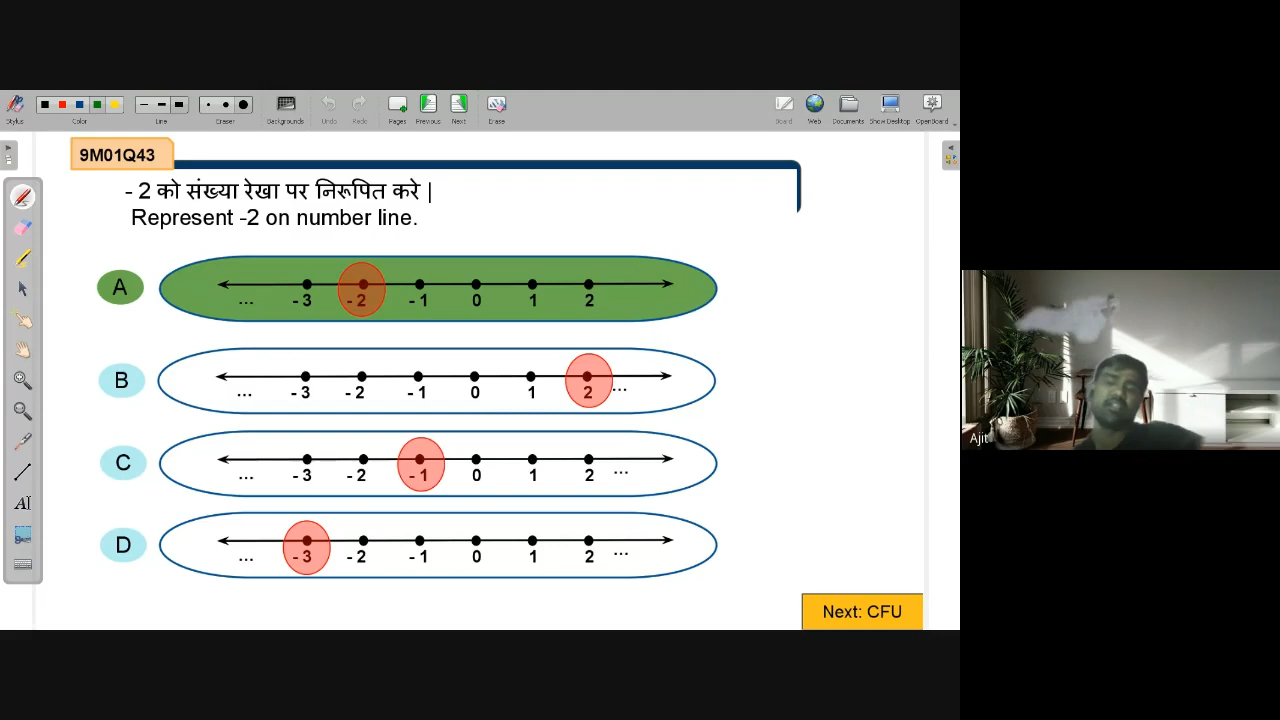 Stylus
Color
Line
Eraser
Backgrounds
Undo
Redo
Pages
Previous
Next
Erase
Board
Web
Documents
Show Desktop
OpenBoard
9M01Q43
- 2 को संख्या रेखा पर निरूपित करे |
Represent -2 on number line.
A
... - 3 - 2 - 1 0 1 2
B
... - 3 - 2 - 1 0 1 2 ...
C
... - 3 - 2 - 1 0 1 2 ...
D
... - 3 - 2 - 1 0 1 2 ...
Next: CFU
Ajit